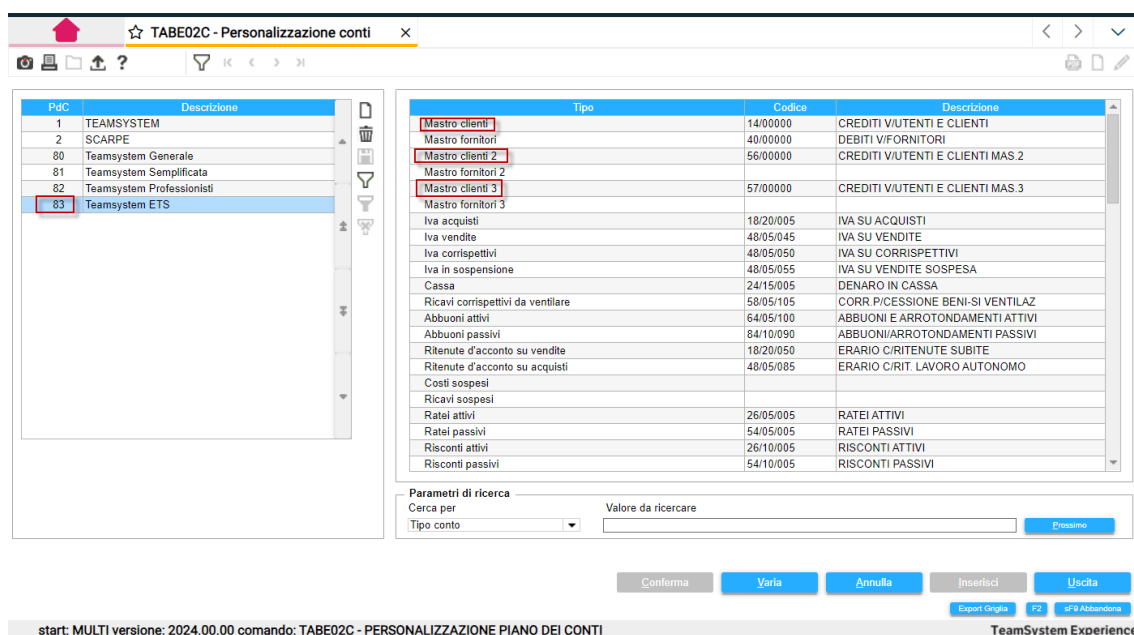 TABE02C - Personalizzazione conti
PdC Descrizione
1 TEAMSYSTEM
2 SCARPE
80 Teamsystem Generale
81 Teamsystem Semplificata
82 Teamsystem Professionisti
83 Teamsystem ETS
Tipo Codice Descrizione
Mastro clienti 14/00000 CREDITI V/UTENTI E CLIENTI
Mastro fornitori 40/00000 DEBITI V/FORNITORI
Mastro clienti 2 56/00000 CREDITI V/UTENTI E CLIENTI MAS.2
Mastro fornitori 2
Mastro clienti 3 57/00000 CREDITI V/UTENTI E CLIENTI MAS.3
Mastro fornitori 3
Iva acquisti 18/20/005 IVA SU ACQUISTI
Iva vendite 48/05/045 IVA SU VENDITE
Iva corrispettivi 48/05/050 IVA SU CORRISPETTIVI
Iva in sospensione 48/05/055 IVA SU VENDITE SOSPESA
Cassa 24/15/005 DENARO IN CASSA
Ricavi corrispettivi da ventilare 58/05/105 CORR.P/CESSIONE BENI-SI VENTILAZ
Abbuoni attivi 64/05/100 ABBUONI E ARROTONDAMENTI ATTIVI
Abbuoni passivi 84/10/090 ABBUONI/ARROTONDAMENTI PASSIVI
Ritenute d'acconto su vendite 18/20/050 ERARIO C/RITENUTE SUBITE
Ritenute d'acconto su acquisti 48/05/085 ERARIO C/RIT. LAVORO AUTONOMO
Costi sospesi
Ricavi sospesi
Ratei attivi 26/05/005 RATEI ATTIVI
Ratei passivi 54/05/005 RATEI PASSIVI
Risconti attivi 26/10/005 RISCONTI ATTIVI
Risconti passivi 54/10/005 RISCONTI PASSIVI
Parametri di ricerca
Cerca per Valore da ricercare
Tipo conto
Prossimo
Conferma Varia Annulla Inserisci Uscita
Export Griglia F2 sF9 Abbandona
start: MULTI versione: 2024.00.00 comando: TABE02C - PERSONALIZZAZIONE PIANO DEI CONTI
TeamSystem Experience